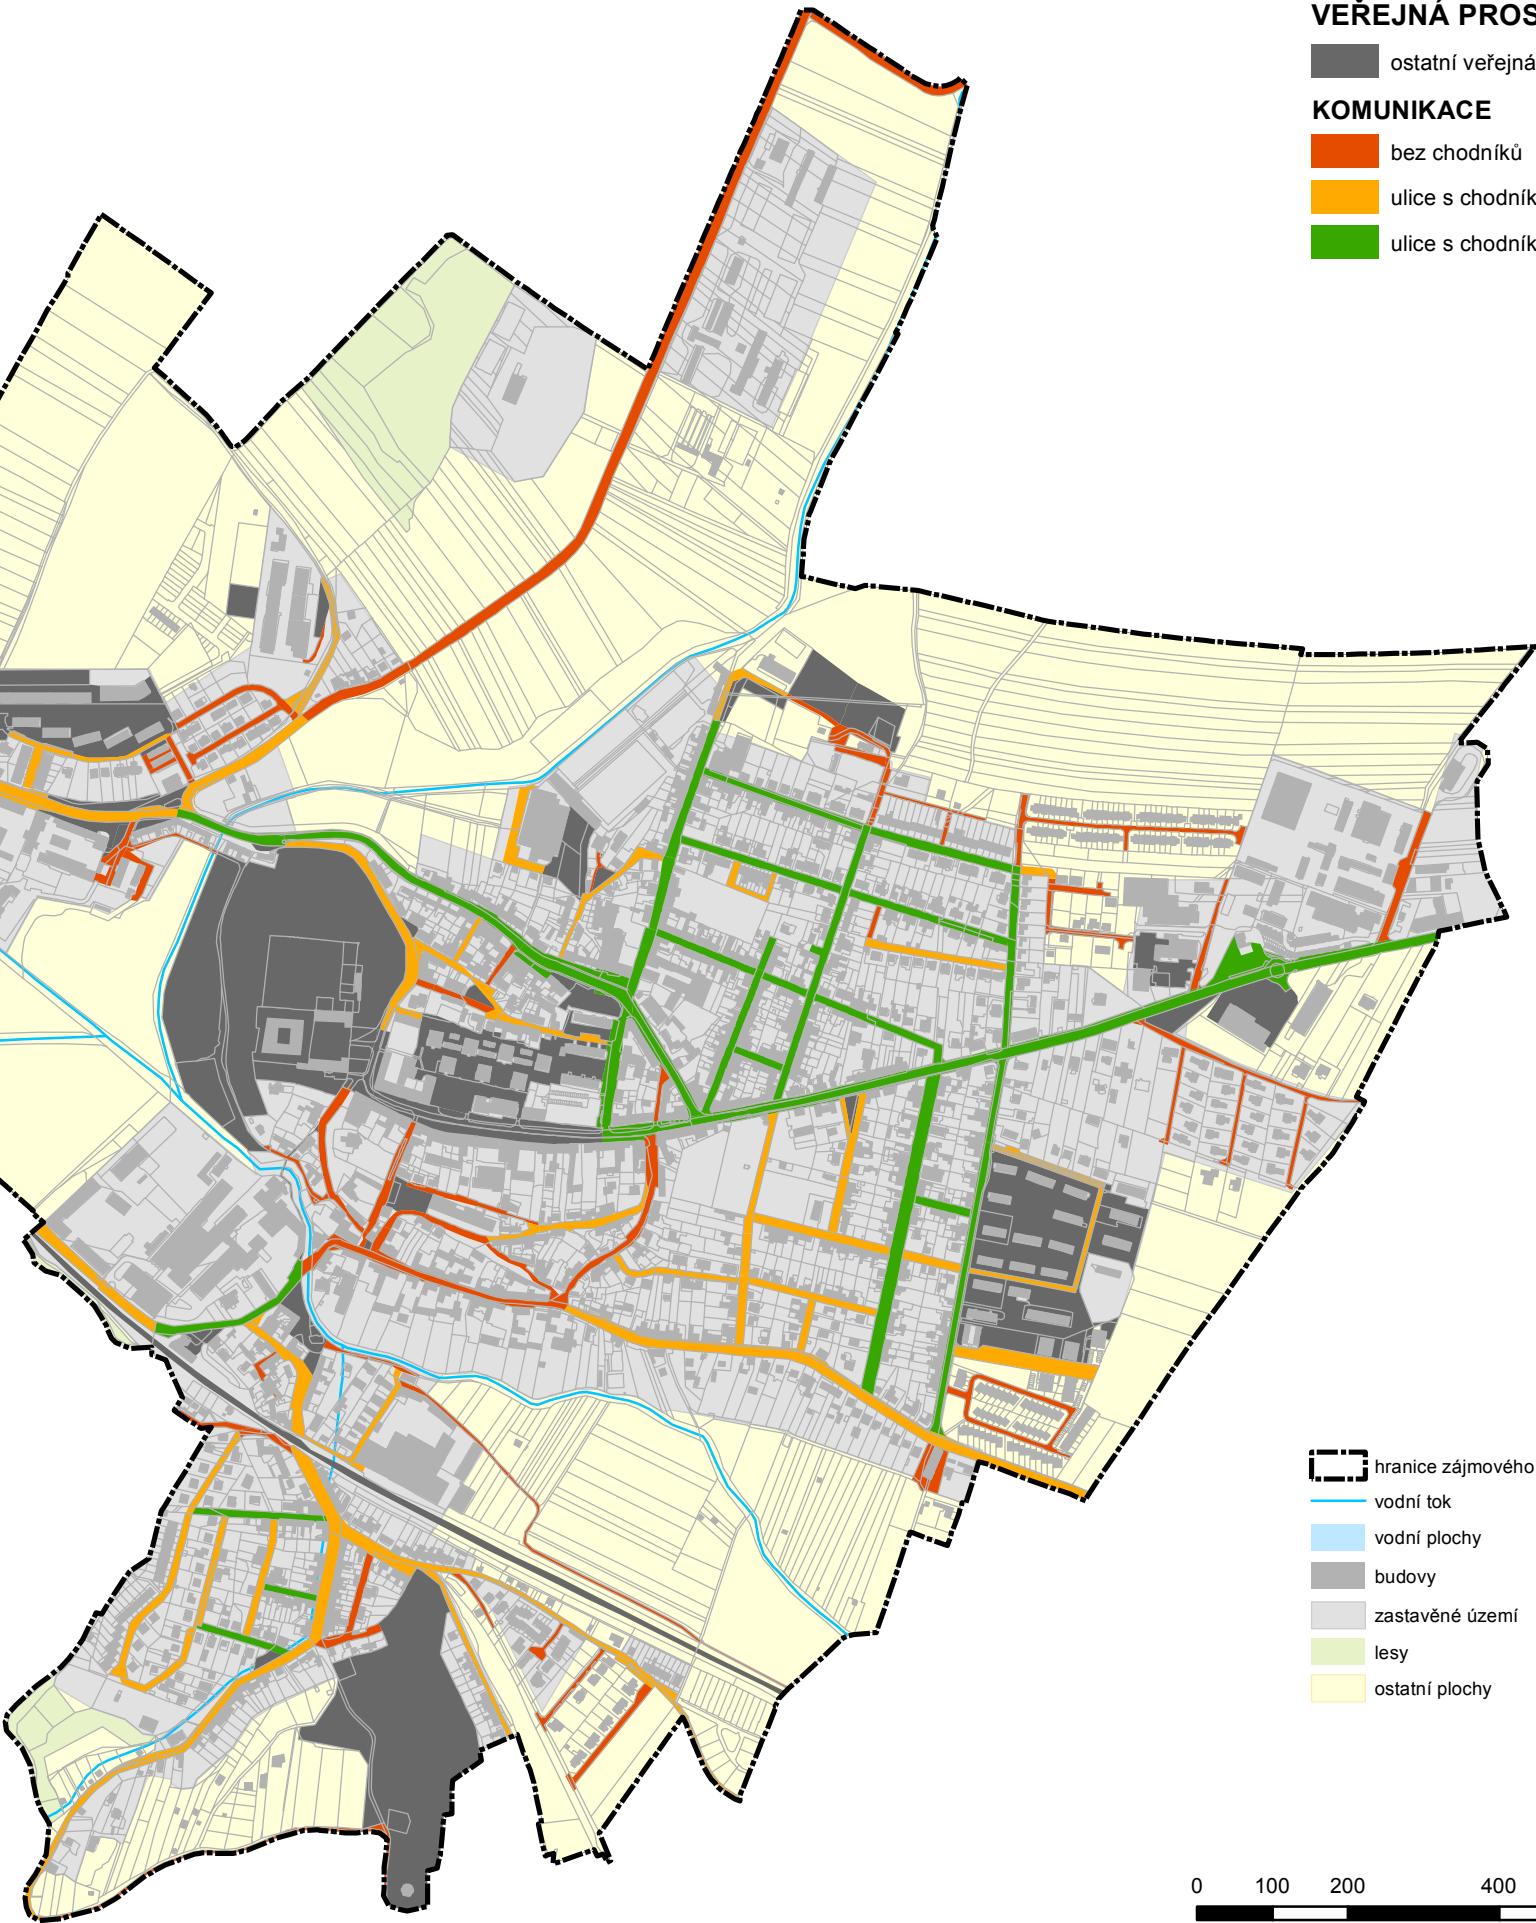 VEŘEJNÁ PROS
ostatní veřejná
KOMUNIKACE
bez chodníků
ulice s chodník
ulice s chodník
hranice zájmového
vodní tok
vodní plochy
budovy
zastavěné území
lesy
ostatní plochy
0 100 200 400